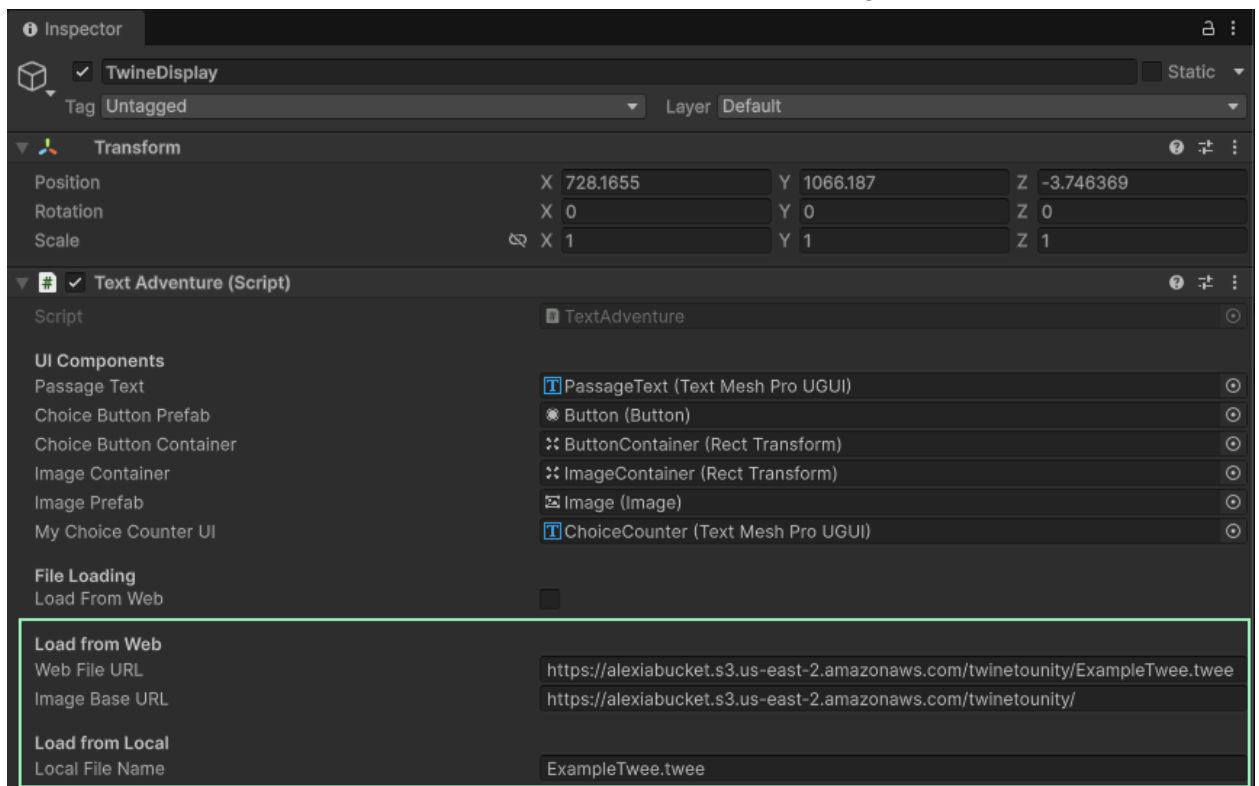 Inspector
TwineDisplay Static
Tag Untagged Layer Default
Transform
Position X 728.1655 Y 1066.187 Z -3.746369
Rotation X 0 Y 0 Z 0
Scale X 1 Y 1 Z 1
# Text Adventure (Script)
Script # TextAdventure
UI Components
Passage Text T PassageText (Text Mesh Pro UGUI)
Choice Button Prefab Button (Button)
Choice Button Container ButtonContainer (Rect Transform)
Image Container ImageContainer (Rect Transform)
Image Prefab Image (Image)
My Choice Counter UI T ChoiceCounter (Text Mesh Pro UGUI)
File Loading
Load From Web
Load from Web
Web File URL https://alexiabucket.s3.us-east-2.amazonaws.com/twinetounity/ExampleTwee.twee
Image Base URL https://alexiabucket.s3.us-east-2.amazonaws.com/twinetounity/
Load from Local
Local File Name ExampleTwee.twee